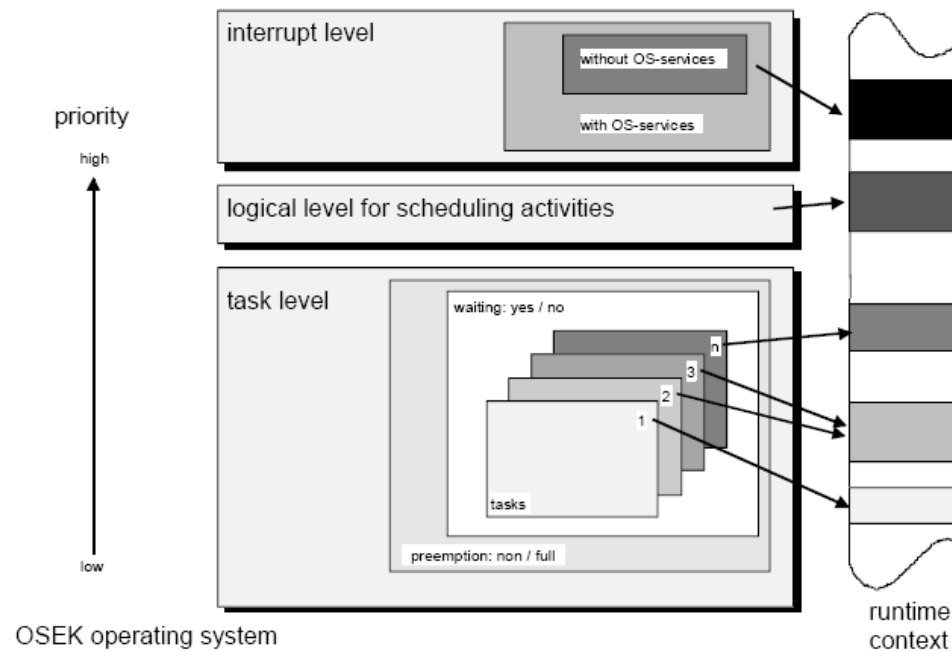 interrupt level
without OS-services
with OS-services
priority
high
logical level for scheduling activities
task level
waiting: yes / no
n
3
2
1
tasks
preemption: non / full
low
OSEK operating system
runtime
context